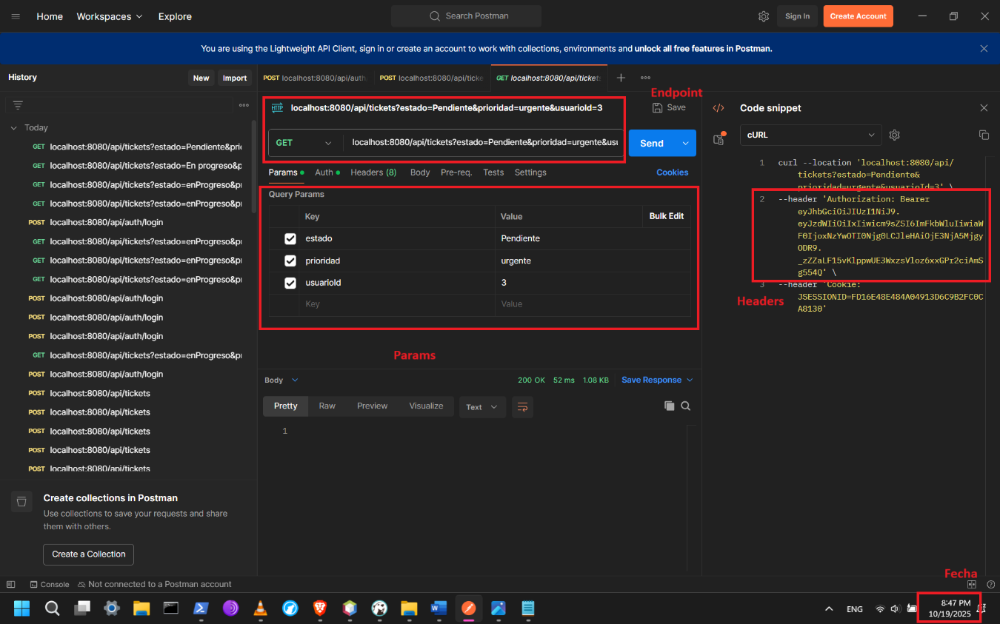 Home
Workspaces
Explore
Search Postman
Sign In
Create Account
You are using the Lightweight API Client, sign in or create an account to work with collections, environments and unlock all free features in Postman.
History
New
Import
Today
GET localhost:8080/api/tickets?estado=Pendiente&pri
GET localhost:8080/api/tickets?estado=En progreso&p
GET localhost:8080/api/tickets?estado=enProgreso&p
GET localhost:8080/api/tickets?estado=enProgreso&p
POST localhost:8080/api/auth/login
GET localhost:8080/api/tickets?estado=enProgreso&p
GET localhost:8080/api/tickets?estado=enProgreso&p
GET localhost:8080/api/tickets?estado=enProgreso&p
POST localhost:8080/api/auth/login
POST localhost:8080/api/auth/login
POST localhost:8080/api/auth/login
GET localhost:8080/api/tickets?estado=enProgreso&p
POST localhost:8080/api/auth/login
POST localhost:8080/api/tickets
POST localhost:8080/api/tickets
POST localhost:8080/api/tickets
POST localhost:8080/api/tickets
POST localhost:8080/api/tickets
Create collections in Postman
Use collections to save your requests and share
them with others.
Create a Collection
POST localhost:8080/api/auth
POST localhost:8080/api/ticke
GET localhost:8080/api/tickets
Endpoint
HTTP localhost:8080/api/tickets?estado=Pendiente&prioridad=urgente&usuarioId=3
Save
GET localhost:8080/api/tickets?estado=Pendiente&prioridad=urgente&usu
Send
Params
Auth
Headers (8)
Body
Pre-req.
Tests
Settings
Cookies
Query Params
Key Value Bulk Edit
estado Pendiente
prioridad urgente
usuarioId 3
Key Value
Params
Body
200 OK 52 ms 1.08 KB Save Response
Pretty Raw Preview Visualize Text
1
Code snippet
cURL
1 curl --location 'localhost:8080/api/
tickets?estado=Pendiente&
prioridad=urgente&usuarioId=3' \
2 --header 'Authorization: Bearer
eyJhbGciOiJIUzI1NiJ9.
eyJzdWIiOiIxIiwicm9sZSI6ImFkbWluIiwiaW
F0IjoxNzYwOTI0Njg0LCJleHAiOjE3NjA5Mjgy
ODR9.
_zZZaLF15vKlppwUE3WxzsVloz6xxGPr2ciAmS
g554Q' \
3 --header 'Cookie:
JSESSIONID=FD16E48E484A04913D6C9B2FC0C
A8130'
Headers
Fecha
Console
Not connected to a Postman account
ENG
8:47 PM
10/19/2025